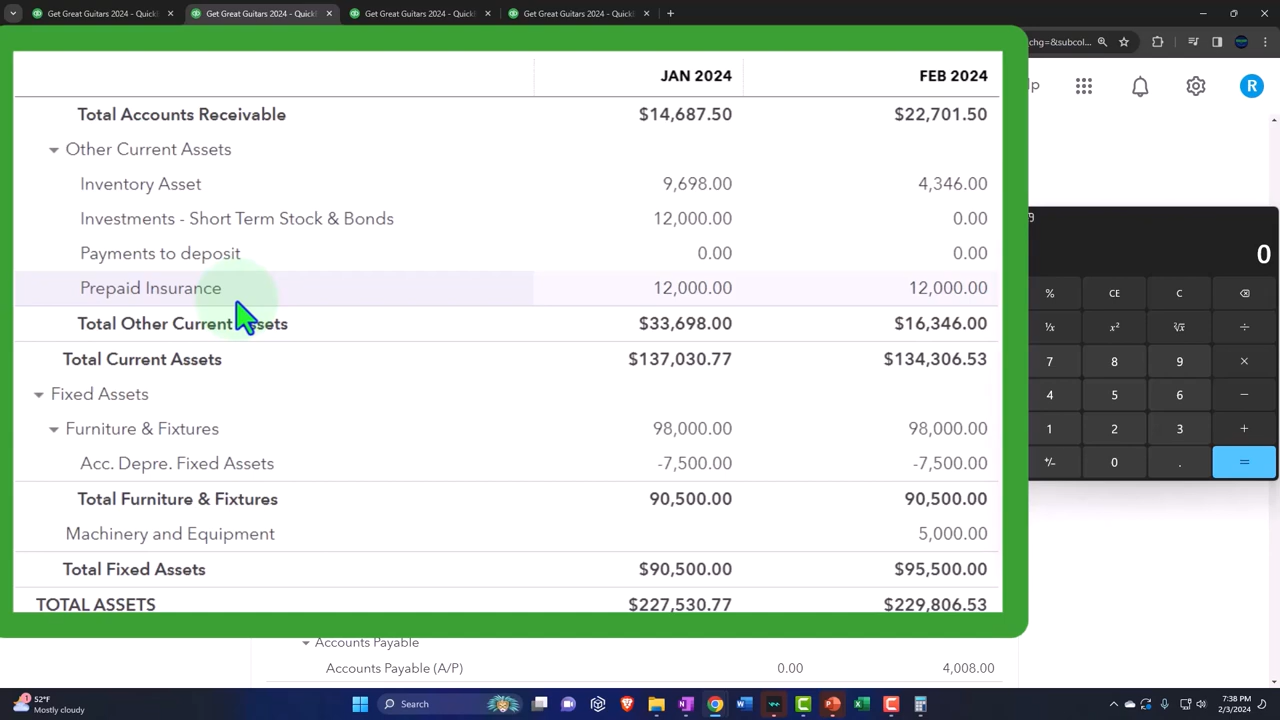 Get Great Guitars 2024 - Quick
Get Great Guitars 2024 - Quick
Get Great Guitars 2024 - Quick
Get Great Guitars 2024 - Quick
chg=&subcol
lp
R
JAN 2024 FEB 2024
Total Accounts Receivable $14,687.50 $22,701.50
Other Current Assets
Inventory Asset 9,698.00 4,346.00
Investments - Short Term Stock & Bonds 12,000.00 0.00
Payments to deposit 0.00 0.00
Prepaid Insurance 12,000.00 12,000.00
Total Other Current Assets $33,698.00 $16,346.00
Total Current Assets $137,030.77 $134,306.53
Fixed Assets
Furniture & Fixtures 98,000.00 98,000.00
Acc. Depre. Fixed Assets -7,500.00 -7,500.00
Total Furniture & Fixtures 90,500.00 90,500.00
Machinery and Equipment 5,000.00
Total Fixed Assets $90,500.00 $95,500.00
TOTAL ASSETS $227,530.77 $229,806.53
0
% CE C
⅟x x² ²√x ÷
7 8 9 ×
4 5 6 −
1 2 3 +
+/- 0 . =
Accounts Payable
Accounts Payable (A/P) 0.00 4,008.00
52°F
Mostly cloudy
Search
7:38 PM
2/3/2024